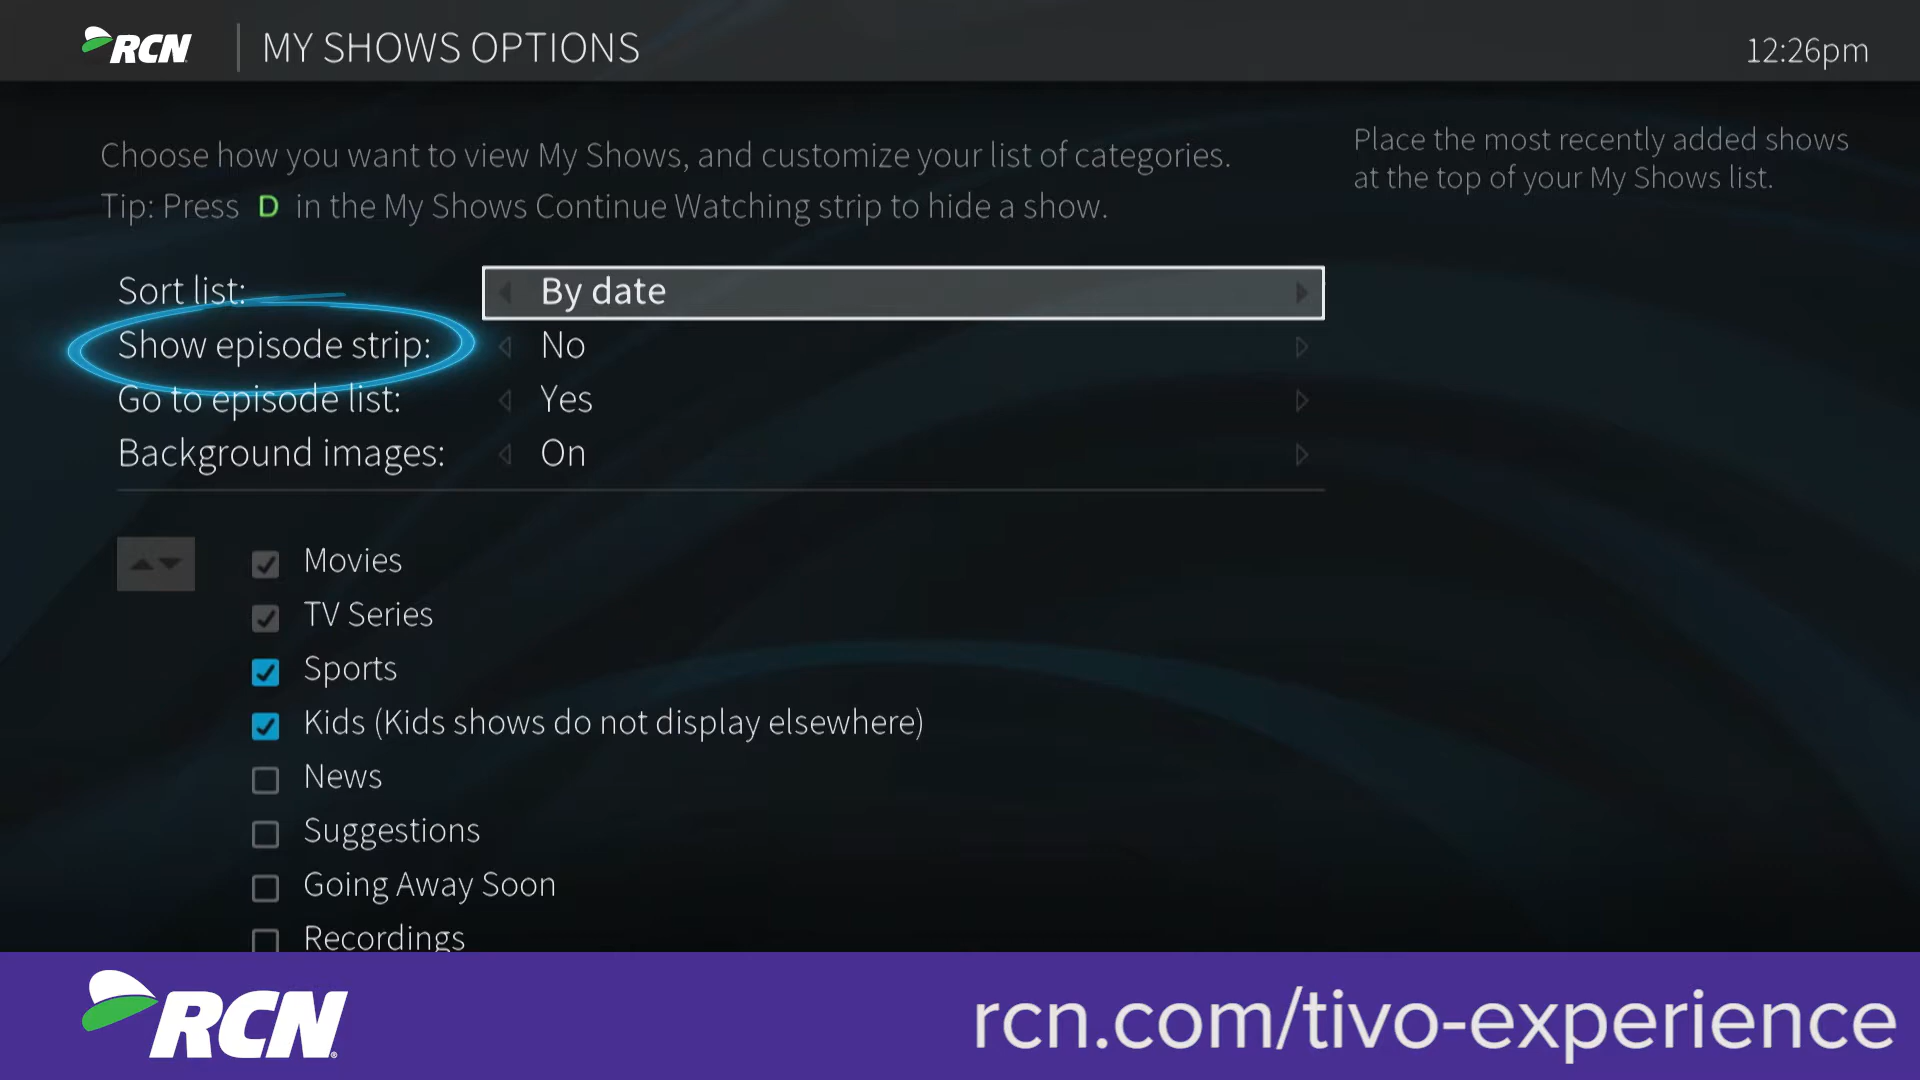 RCN
MY SHOWS OPTIONS
12:26pm
Choose how you want to view My Shows, and customize your list of categories.
Tip: Press D in the My Shows Continue Watching strip to hide a show.
Place the most recently added shows
at the top of your My Shows list.
Sort list: By date
Show episode strip: No
Go to episode list: Yes
Background images: On
Movies
TV Series
Sports
Kids (Kids shows do not display elsewhere)
News
Suggestions
Going Away Soon
Recordings
RCN®
rcn.com/tivo-experience